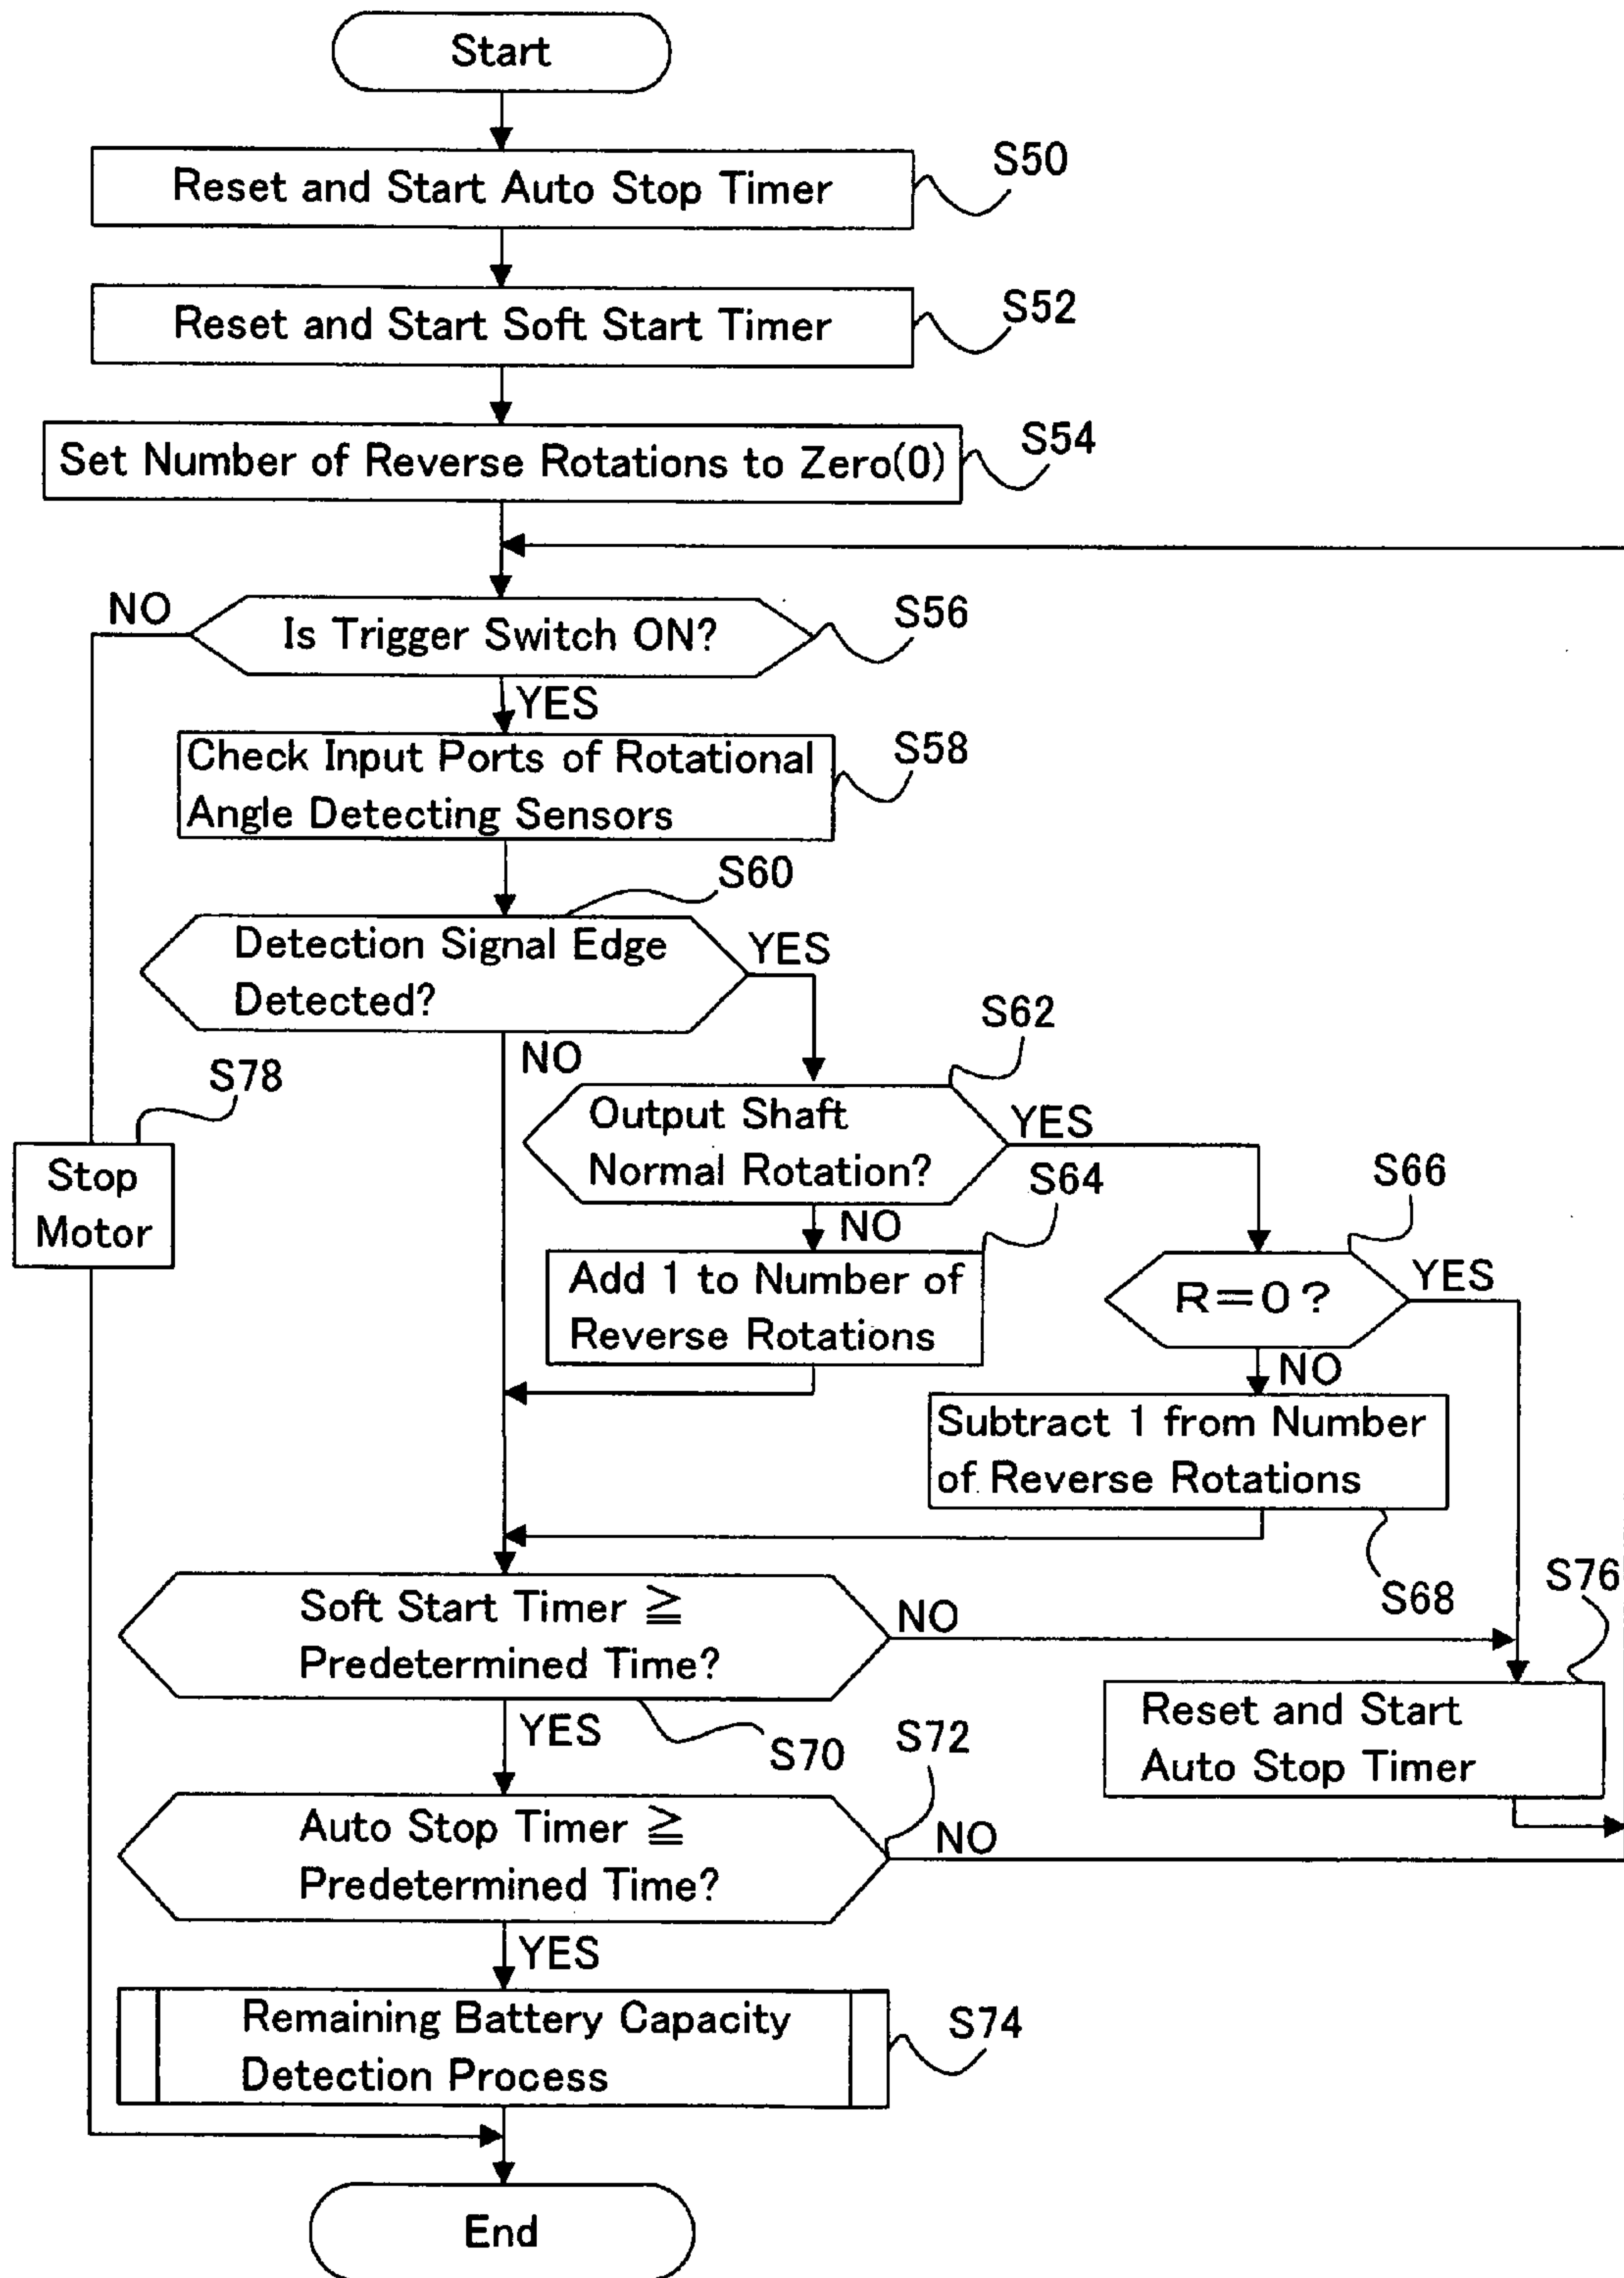 Start
Reset and Start Auto Stop Timer
S50
Reset and Start Soft Start Timer
S52
Set Number of Reverse Rotations to Zero(0)
S54
NO
Is Trigger Switch ON?
S56
YES
Check Input Ports of Rotational
Angle Detecting Sensors
S58
S60
Detection Signal Edge
Detected?
YES
NO
S62
Output Shaft
Normal Rotation?
YES
NO
S78
Stop
Motor
S64
Add 1 to Number of
Reverse Rotations
S66
R=0?
YES
NO
Subtract 1 from Number
of Reverse Rotations
S68
Soft Start Timer ≧
Predetermined Time?
NO
YES
S70
S76
Reset and Start
Auto Stop Timer
S72
Auto Stop Timer ≧
Predetermined Time?
NO
YES
Remaining Battery Capacity
Detection Process
S74
End